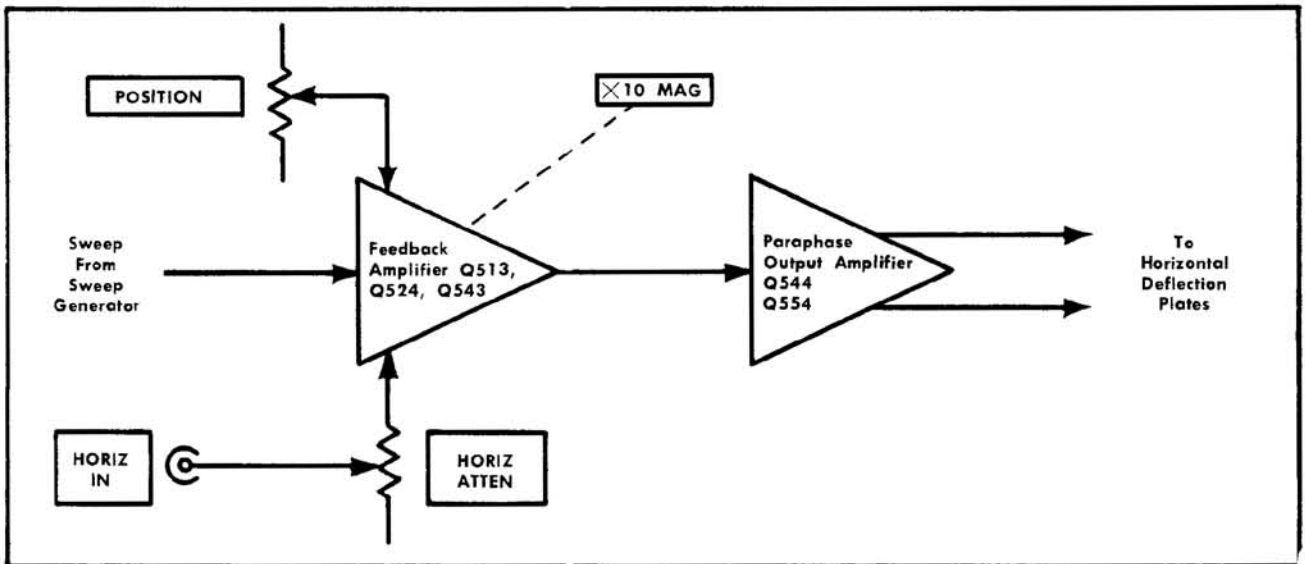 POSITION
×10 MAG
Sweep
From
Sweep
Generator
Feedback
Amplifier Q513,
Q524, Q543
Paraphase
Output Amplifier
Q544
Q554
To
Horizontal
Deflection
Plates
HORIZ
IN
HORIZ
ATTEN